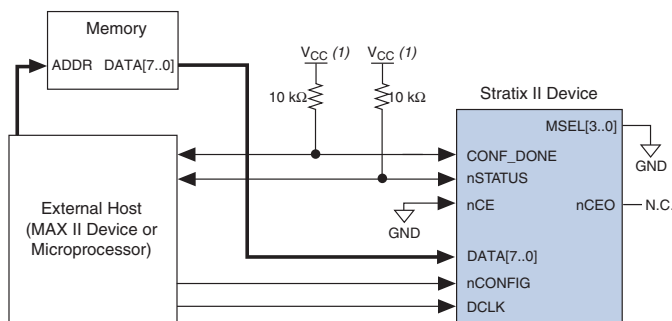 Memory
ADDR DATA[7..0]
VCC (1) VCC (1)
10 kΩ 10 kΩ
Stratix II Device
MSEL[3..0]
GND
CONF_DONE
nSTATUS
External Host
(MAX II Device or
Microprocessor)
nCE
nCEO
N.C.
GND
DATA[7..0]
nCONFIG
DCLK